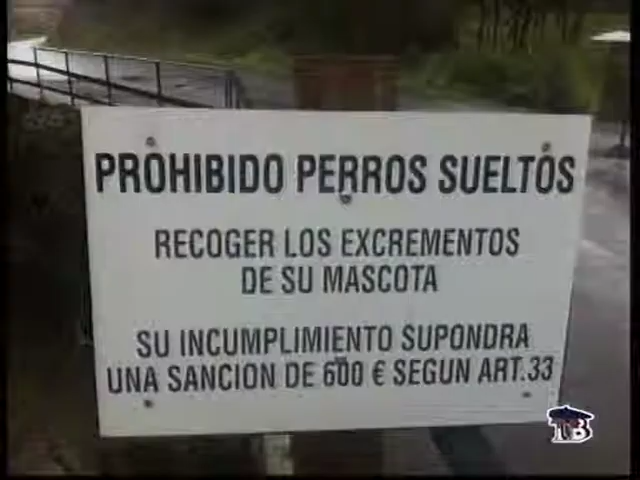 PROHIBIDO PERROS SUELTOS
RECOGER LOS EXCREMENTOS
DE SU MASCOTA
SU INCUMPLIMIENTO SUPONDRA
UNA SANCION DE 600 € SEGUN ART.33
TB